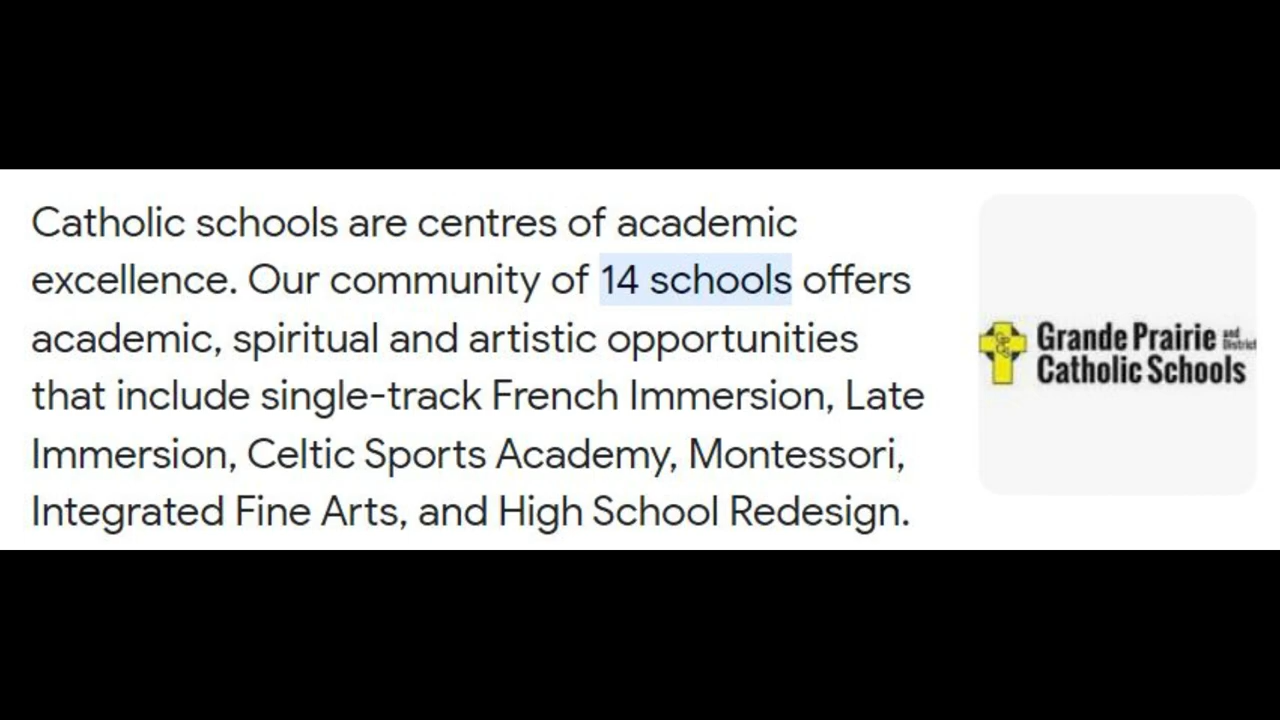 Catholic schools are centres of academic
excellence. Our community of 14 schools offers
academic, spiritual and artistic opportunities
that include single-track French Immersion, Late
Immersion, Celtic Sports Academy, Montessori,
Integrated Fine Arts, and High School Redesign.
Grande Prairie and District
Catholic Schools